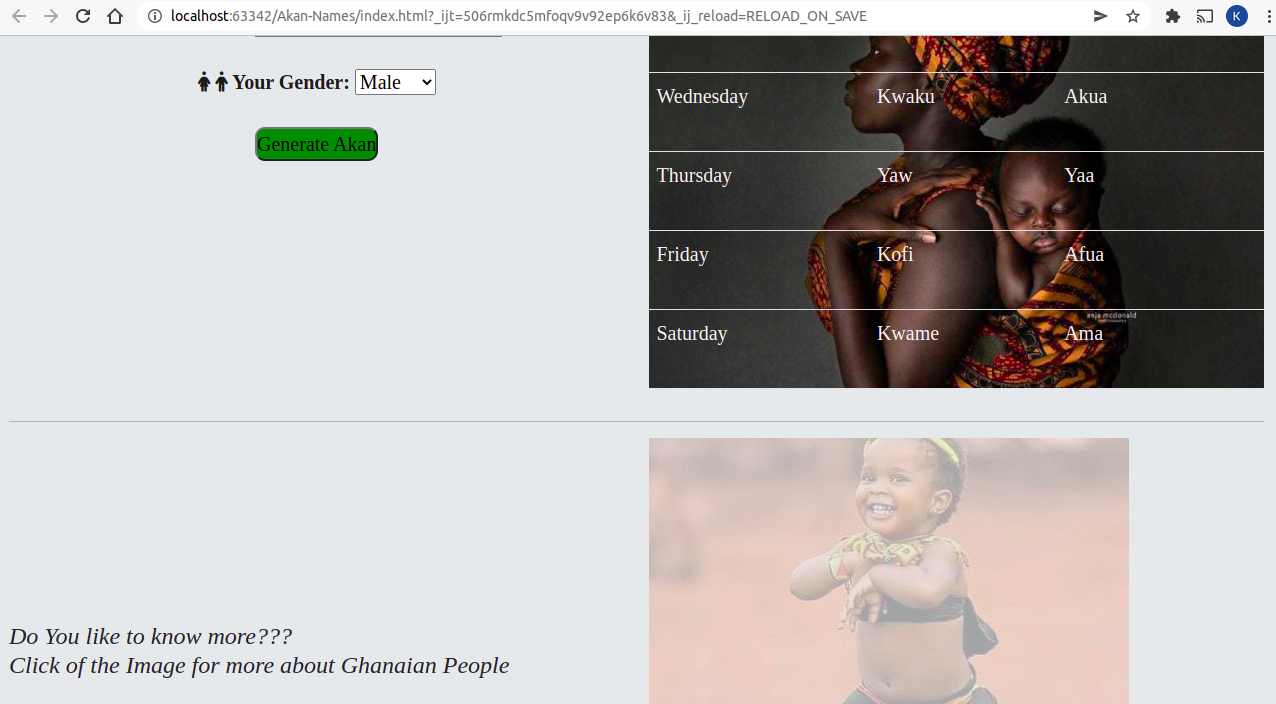 localhost:63342/Akan-Names/index.html?_ijt=506rmkdc5mfoqv9v92ep6k6v83&_ij_reload=RELOAD_ON_SAVE
K
Your Gender: Male
Generate Akan
Wednesday Kwaku Akua
Thursday Yaw Yaa
Friday Kofi Afua
anja mcdonald
Saturday Kwame Ama
Do You like to know more???
Click of the Image for more about Ghanaian People